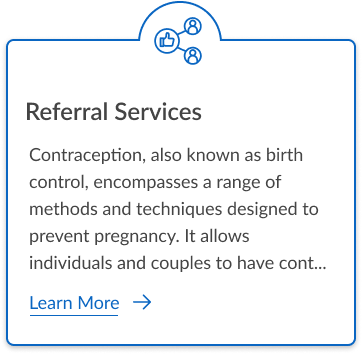 Referral Services
Contraception, also known as birth
control, encompasses a range of
methods and techniques designed to
prevent pregnancy. It allows
individuals and couples to have cont...
Learn More